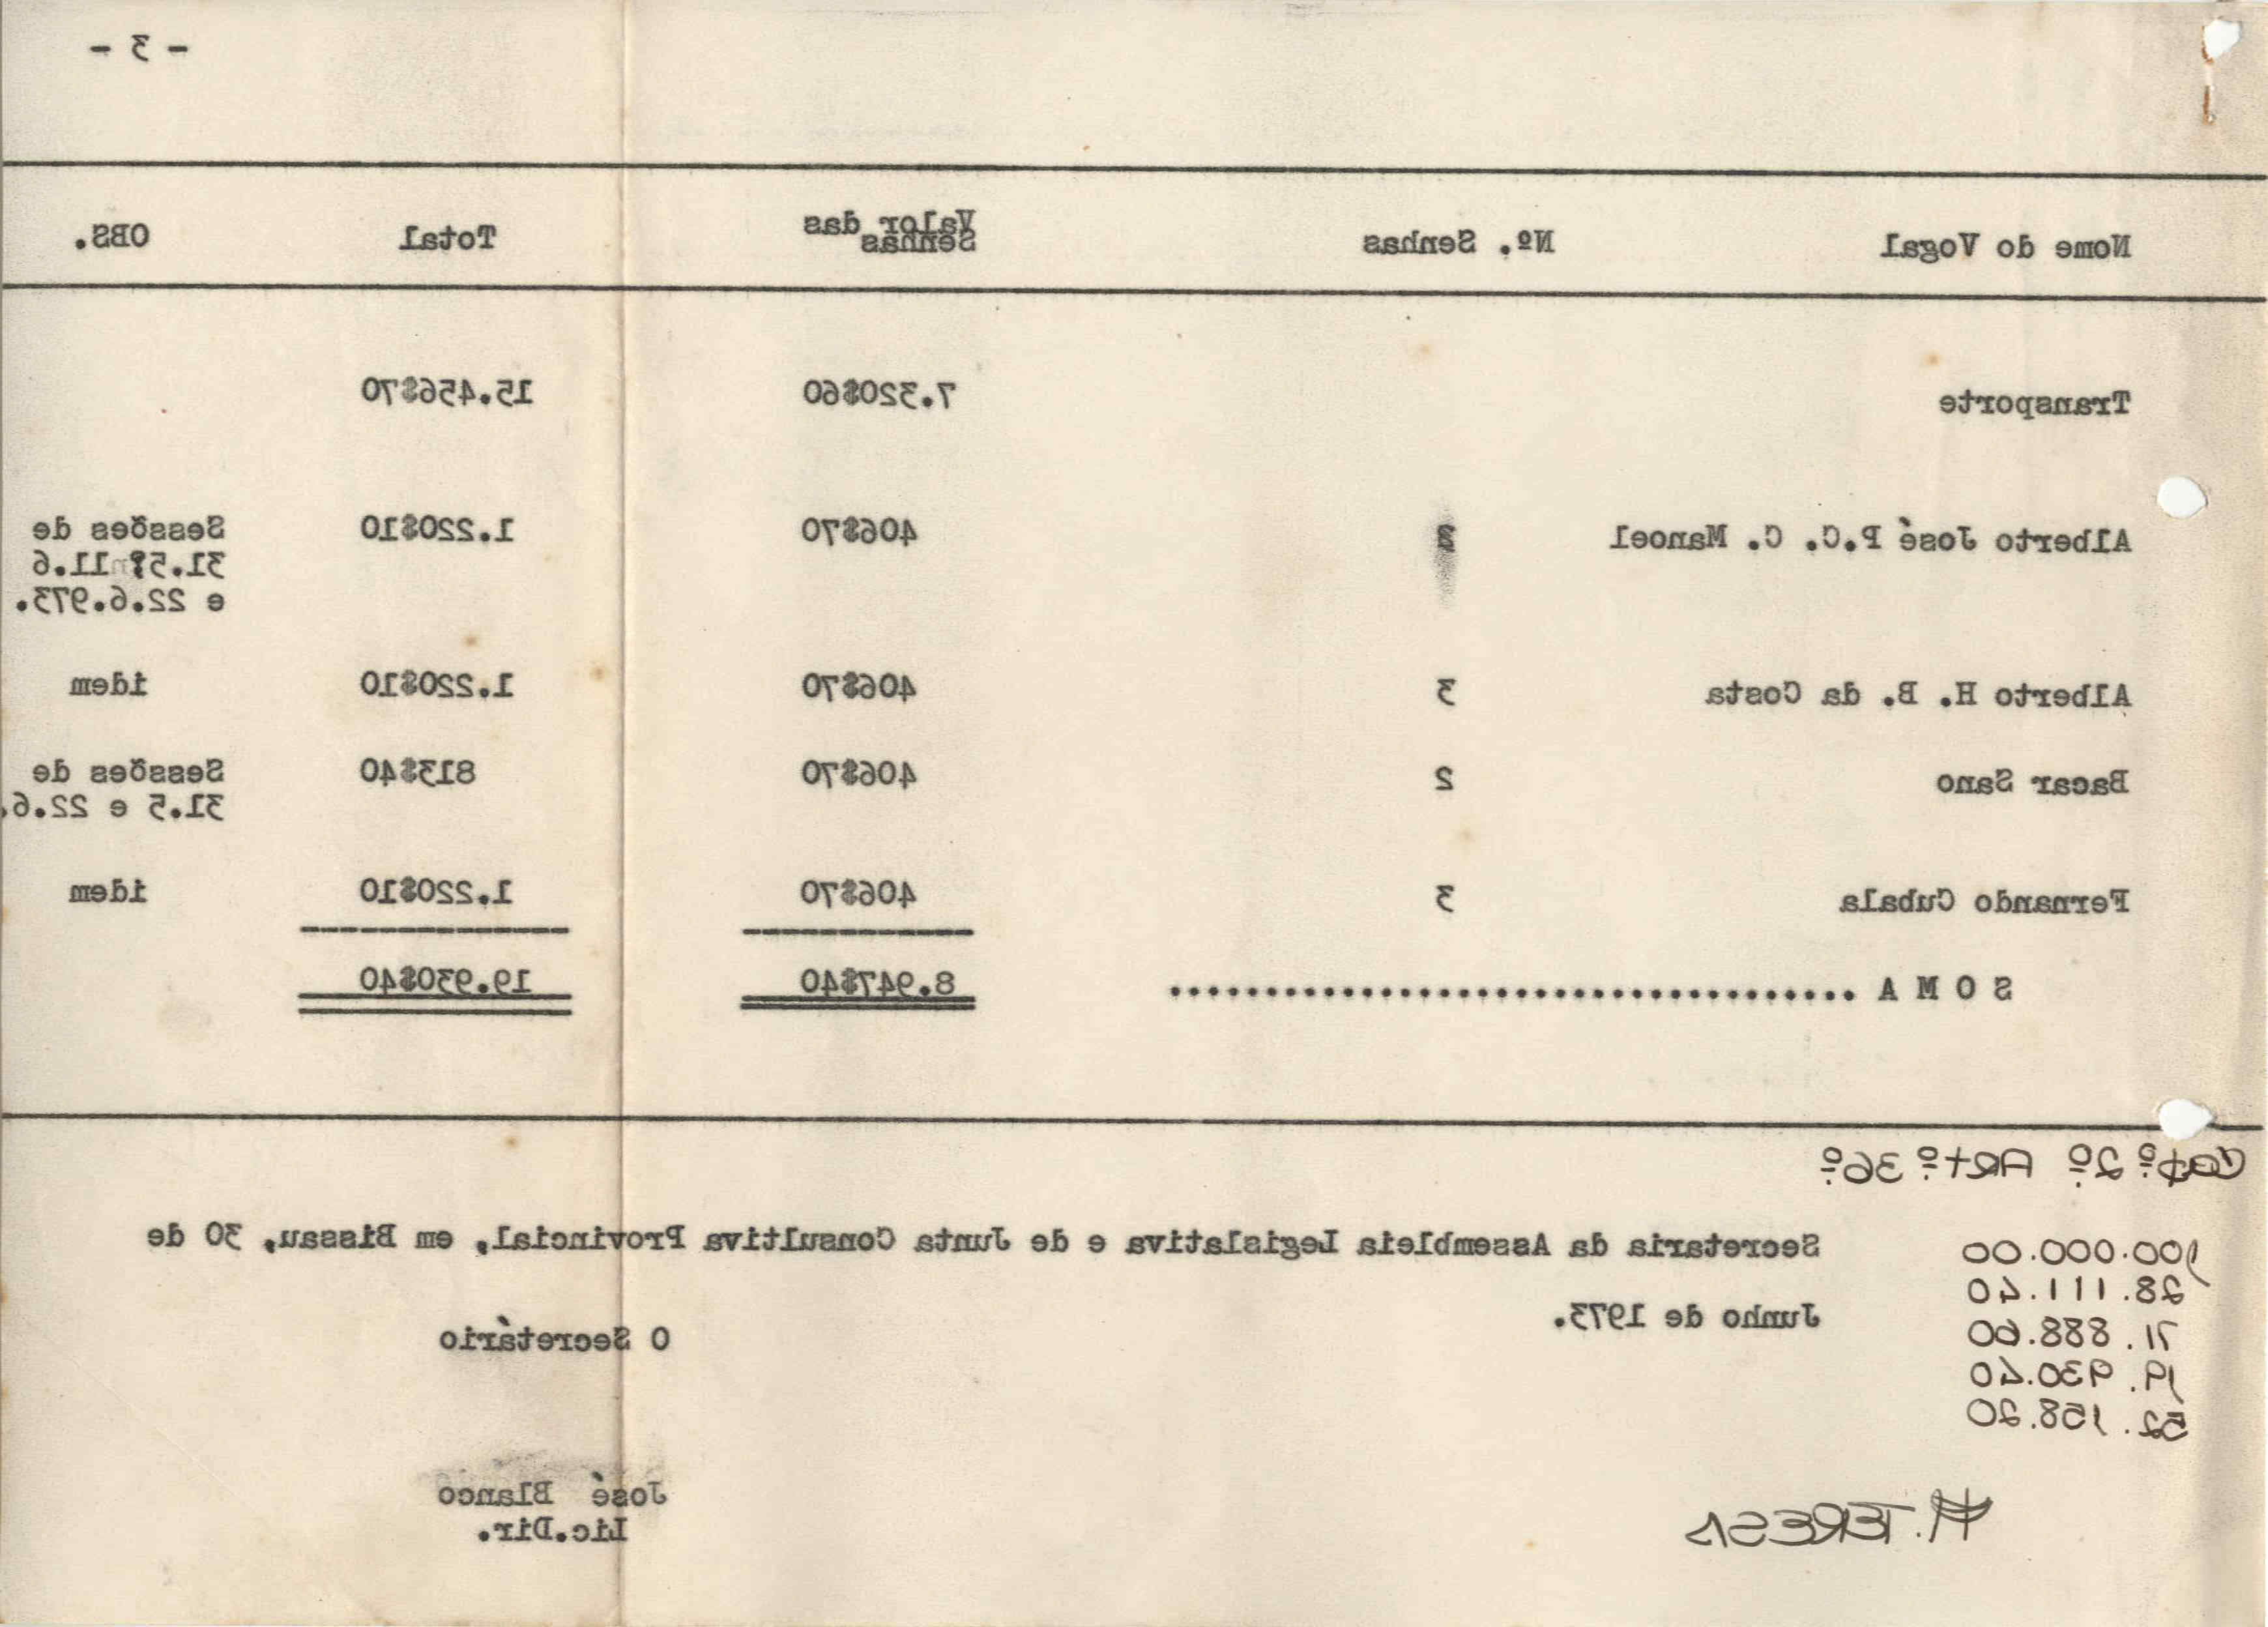 - 3 -
Nome do Vogal Nº. Senhas Valor das Senhas Total OBS.
Transporte 7.320$60 15.456$70
Alberto José P.C. C. Manoel 3 406$70 1.220$10 Sessões de
31.5 11.6
e 22.6.973.
Alberto H. B. da Costa 3 406$70 1.220$10 idem
Bacar Sano 2 406$70 813$40 Sessões de
31.5 e 22.6.
Fernando Cubala 3 406$70 1.220$10 idem
S O M A .................................... 8.947$40 19.930$40
Capº 2º Artº 36º
Secretaria da Assembleia Legislativa e de Junta Consultiva Provincial, em Bissau, 30 de
Junho de 1973.
100.000.00
28.111.40
71.888.60
19.930.40
52.158.20
O Secretário
José Blanco
Lic.Dir.